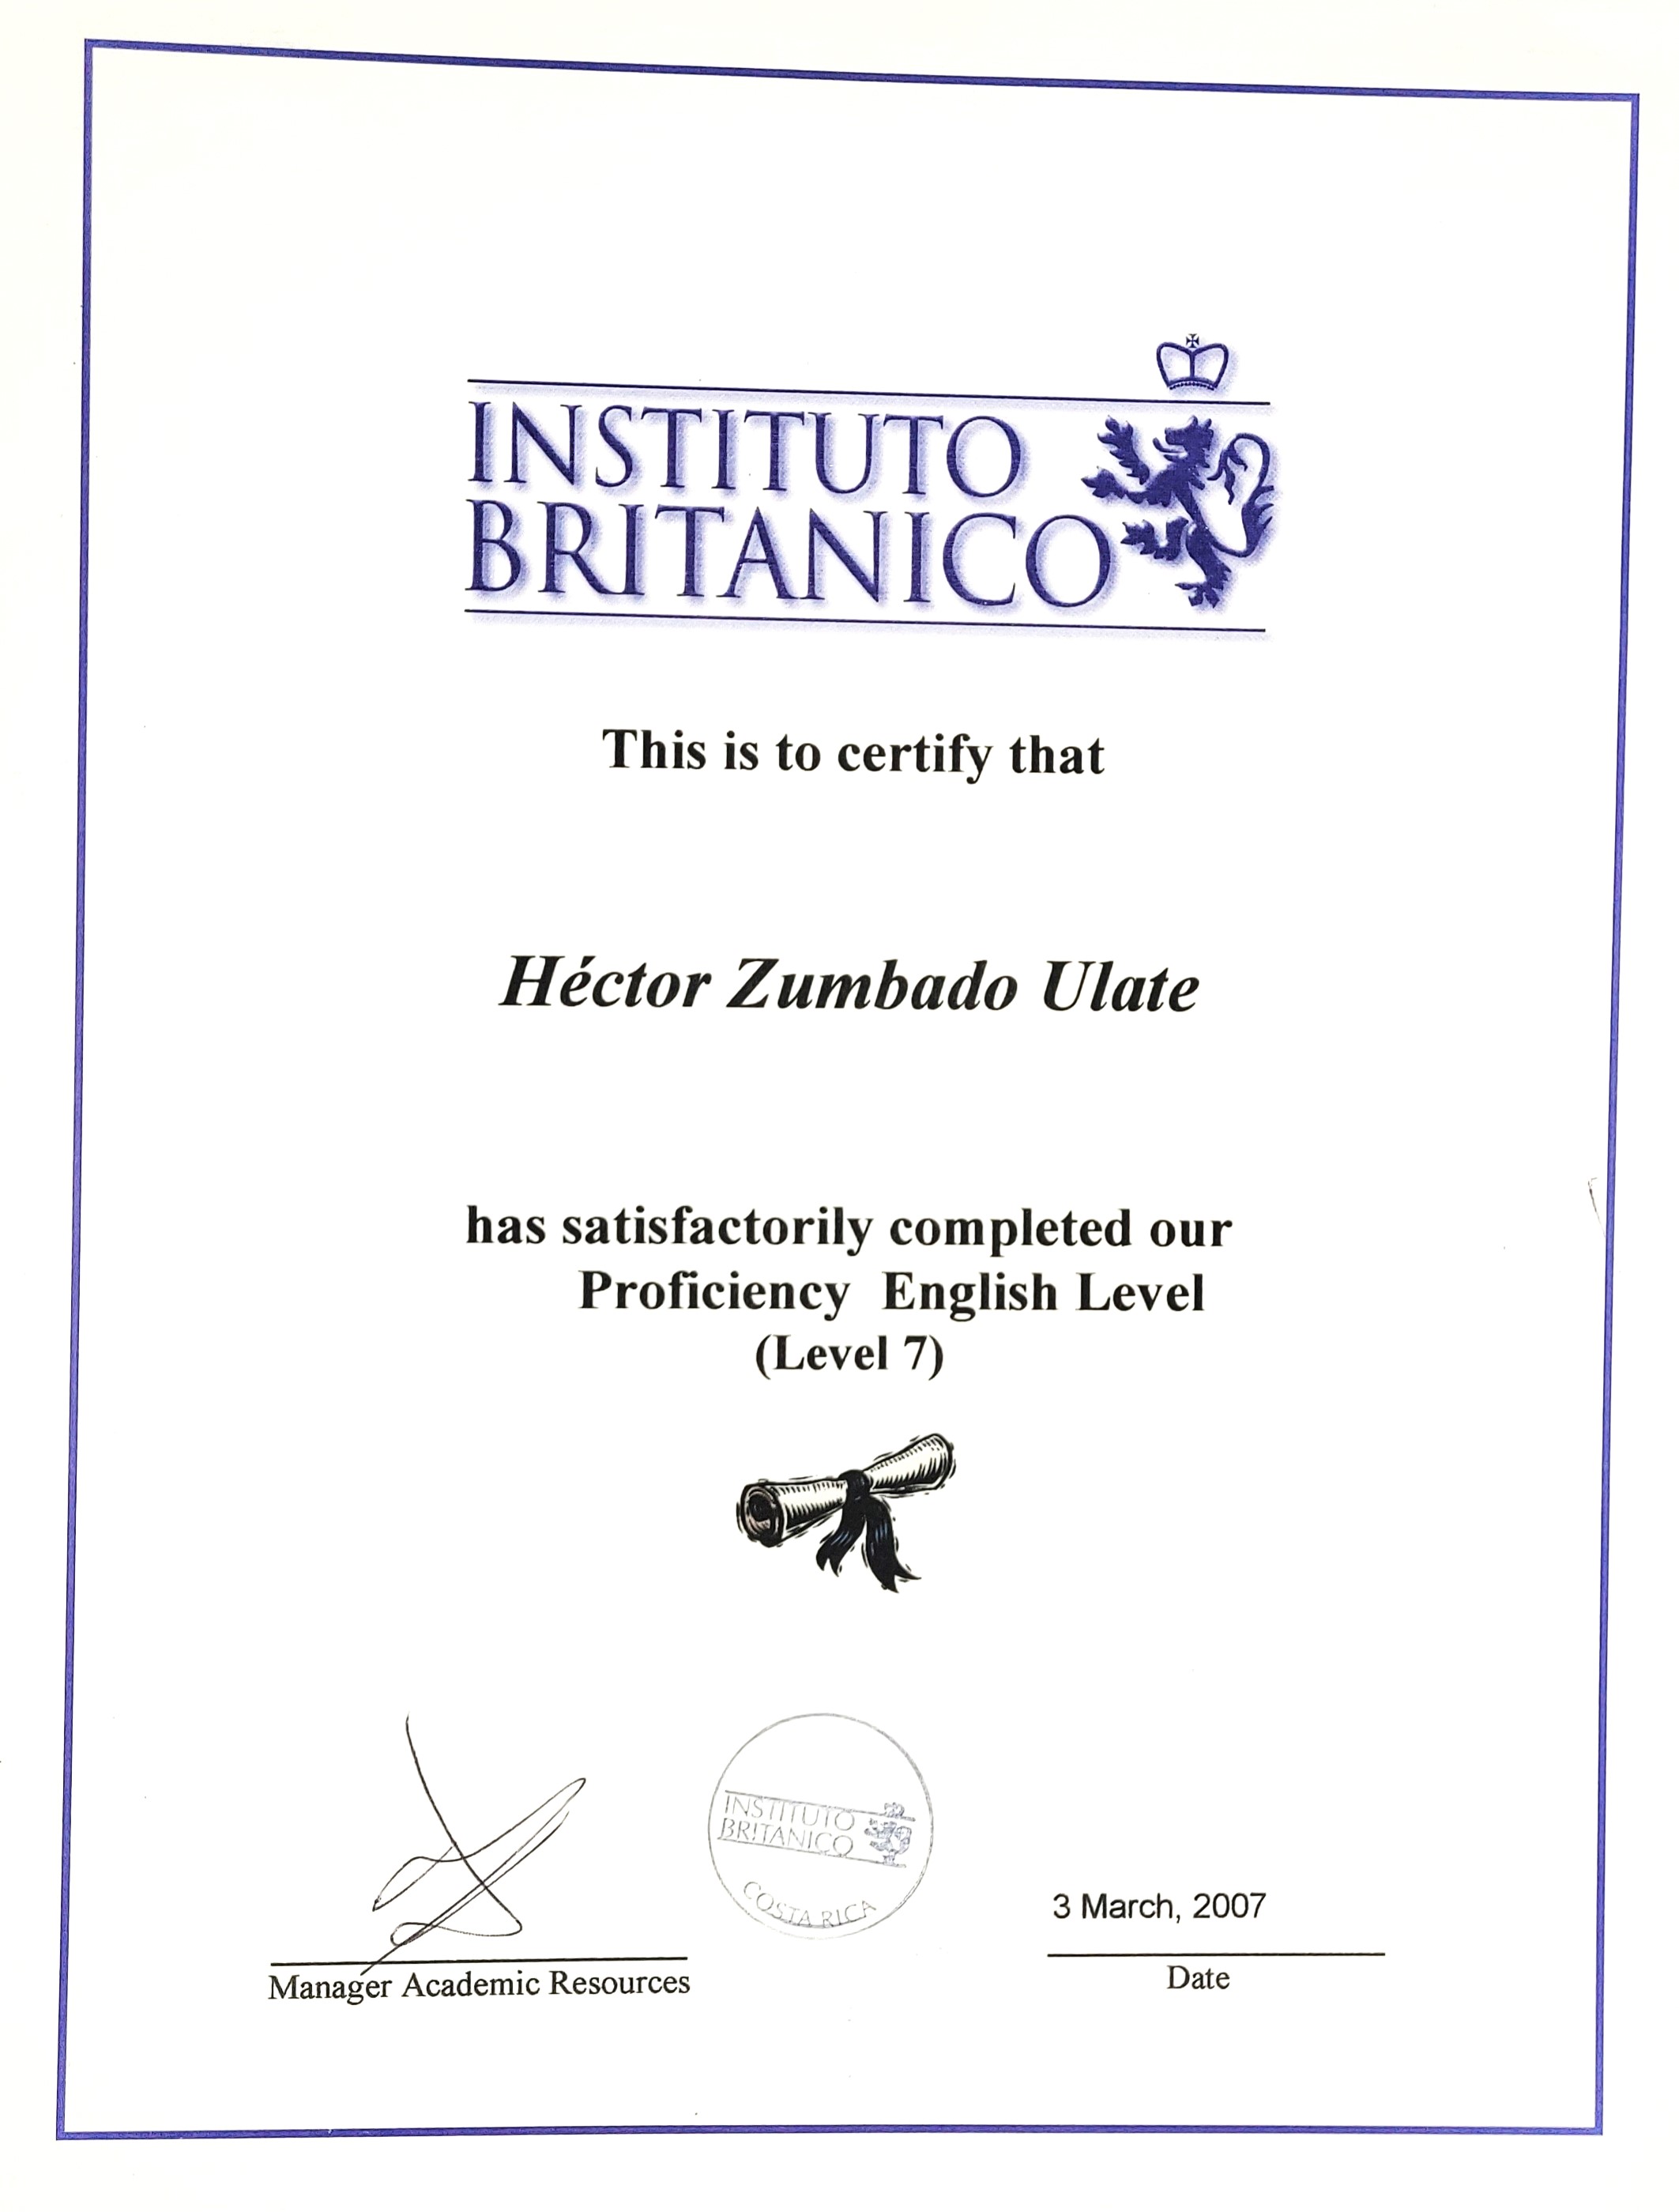 INSTITUTO
BRITANICO
This is to certify that
Héctor Zumbado Ulate
has satisfactorily completed our
Proficiency English Level
(Level 7)
INSTITUTO
BRITANICO
COSTA RICA
3 March, 2007
Manager Academic Resources
Date